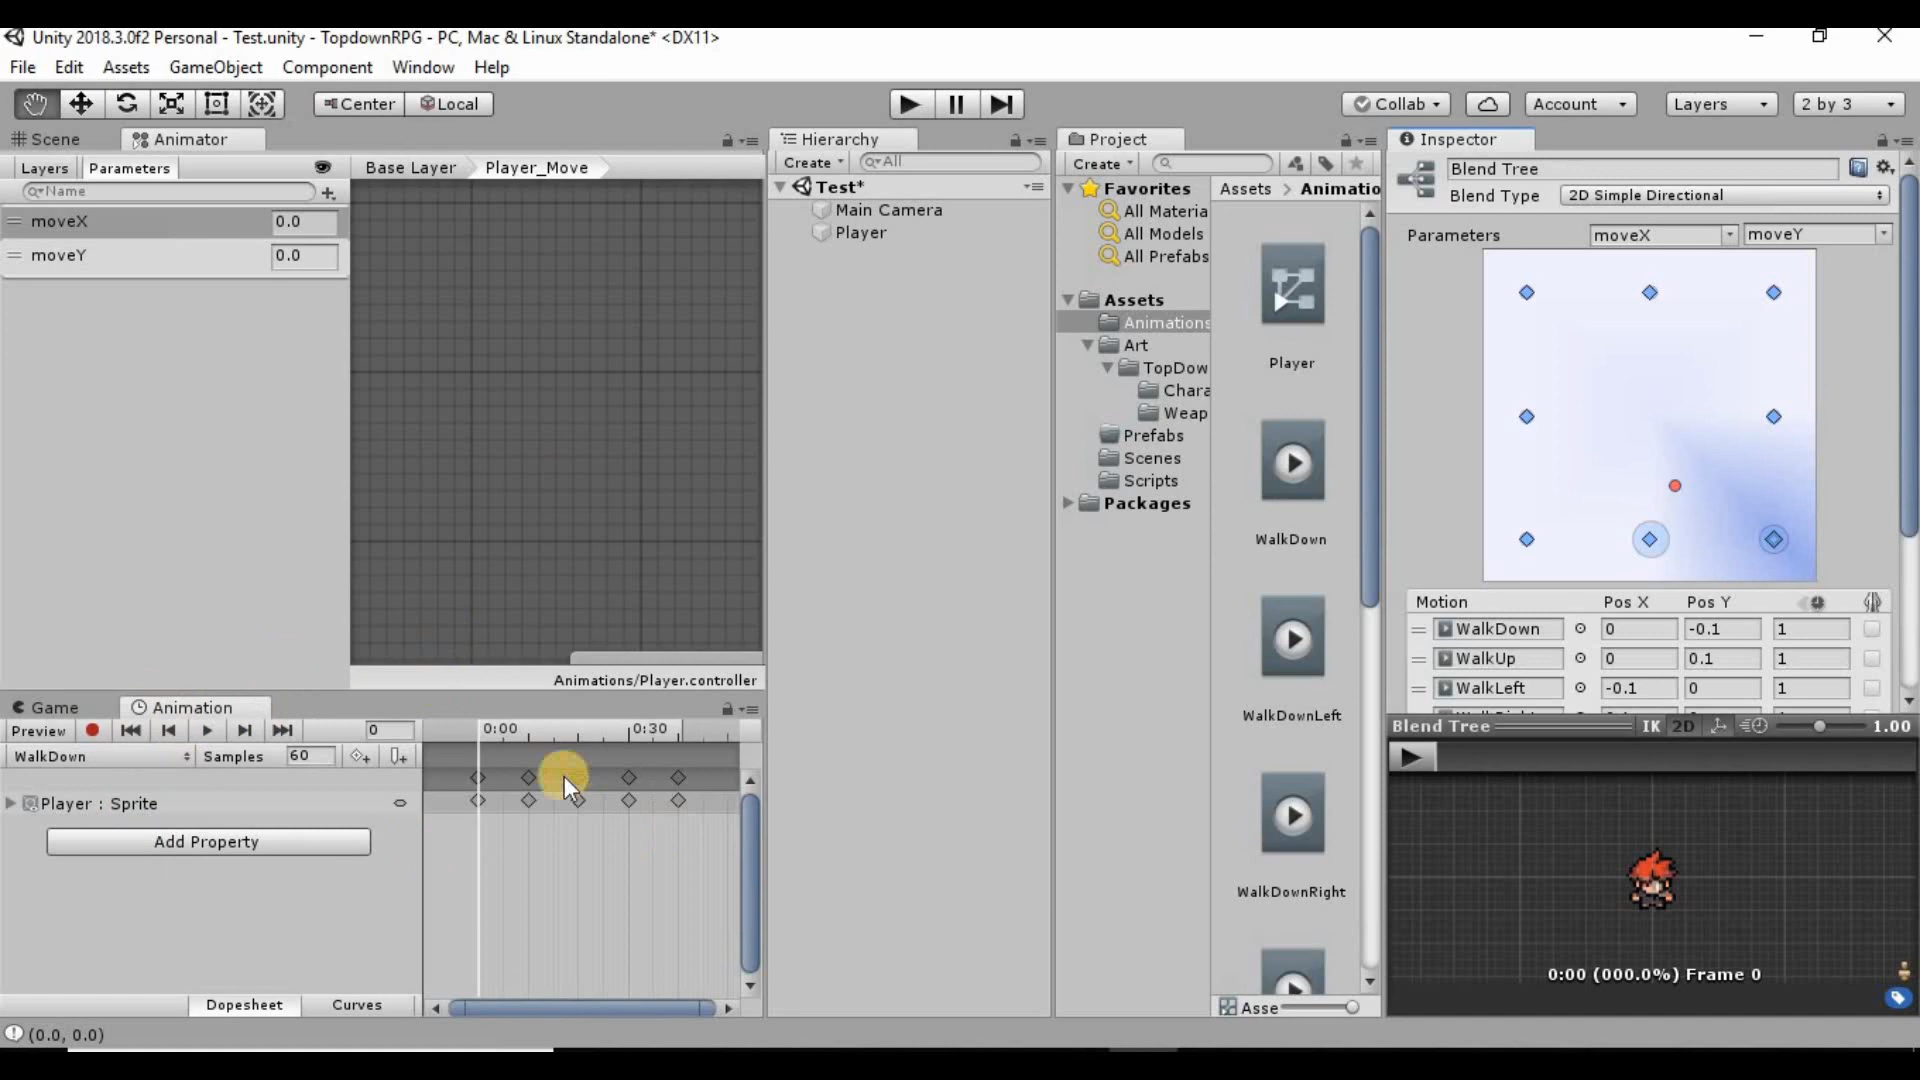 Unity 2018.3.0f2 Personal - Test.unity - TopdownRPG - PC, Mac & Linux Standalone* <DX11>
File Edit Assets GameObject Component Window Help
Center Local Collab Account Layers 2 by 3
Scene Animator
Layers Parameters
Base Layer Player_Move
Name
moveX 0.0
moveY 0.0
Animations/Player.controller
Game Animation
Preview 0 0:00 0:30
WalkDown Samples 60
Player : Sprite
Add Property
Dopesheet Curves
(0.0, 0.0)
Hierarchy
Create All
Test*
Main Camera
Player
Project
Create
Favorites
All Materia
All Models
All Prefabs
Assets
Animations
Art
TopDow
Chara
Weap
Prefabs
Scenes
Scripts
Packages
Assets > Animatio
Player
WalkDown
WalkDownLeft
WalkDownRight
Asse
Inspector
Blend Tree
Blend Type 2D Simple Directional
Parameters moveX moveY
Motion Pos X Pos Y
WalkDown 0 -0.1 1
WalkUp 0 0.1 1
WalkLeft -0.1 0 1
Blend Tree IK 2D 1.00
0:00 (000.0%) Frame 0